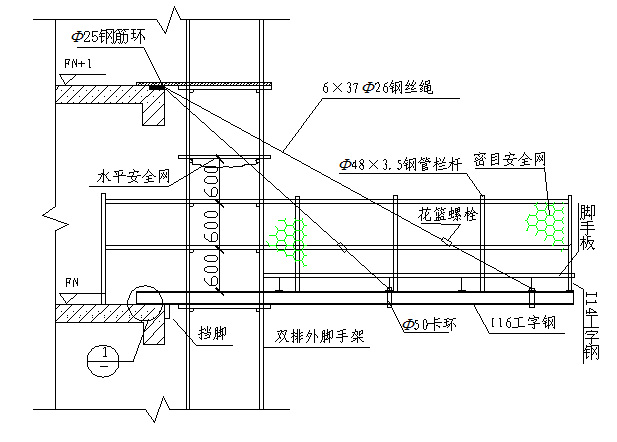 Φ25钢筋环
FN+1
6×37Φ26钢丝绳
水平安全网
Φ48×3.5钢管栏杆
密目安全网
600
600
600
花篮螺栓
脚手板
FN
I14工字钢
挡脚
双排外脚手架
Φ50卡环
I16工字钢
1